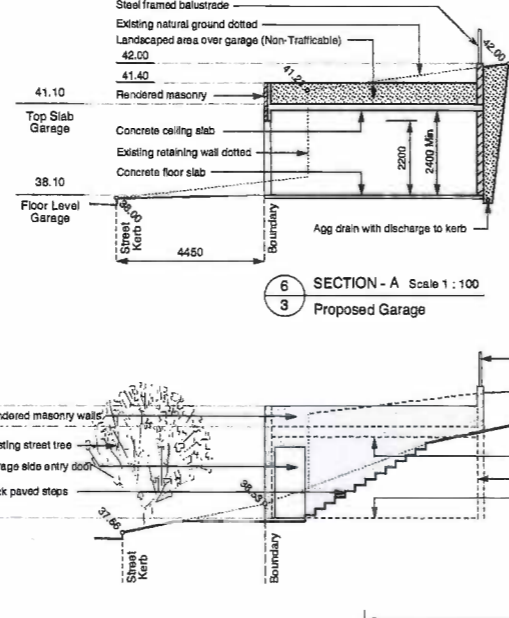 Steel framed balustrade
Existing natural ground dotted
Landscaped area over garage (Non-Trafficable)
42.00
42.00
41.40
41.10
Rendered masonry
Top Slab
Garage
Concrete ceiling slab
Existing retaining wall dotted
2200
2400 Min
Concrete floor slab
38.10
Floor Level
Garage
38.00
Street
Kerb
Boundary
4450
Agg drain with discharge to kerb
6
3
SECTION - A Scale 1 : 100
Proposed Garage
dered masonry walls
sting street tree
age side entry door
k paved steps
38.53
37.66
Street
Kerb
Boundary